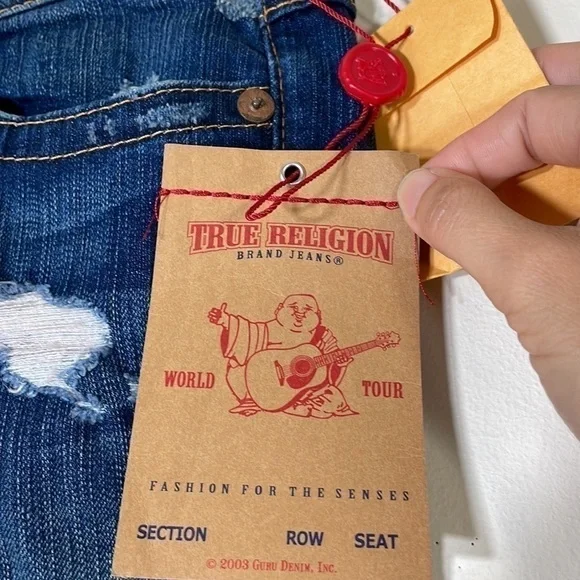 TRUE RELIGION
BRAND JEANS®
WORLD TOUR
FASHION FOR THE SENSES
SECTION ROW SEAT
© 2003 GURU DENIM, INC.